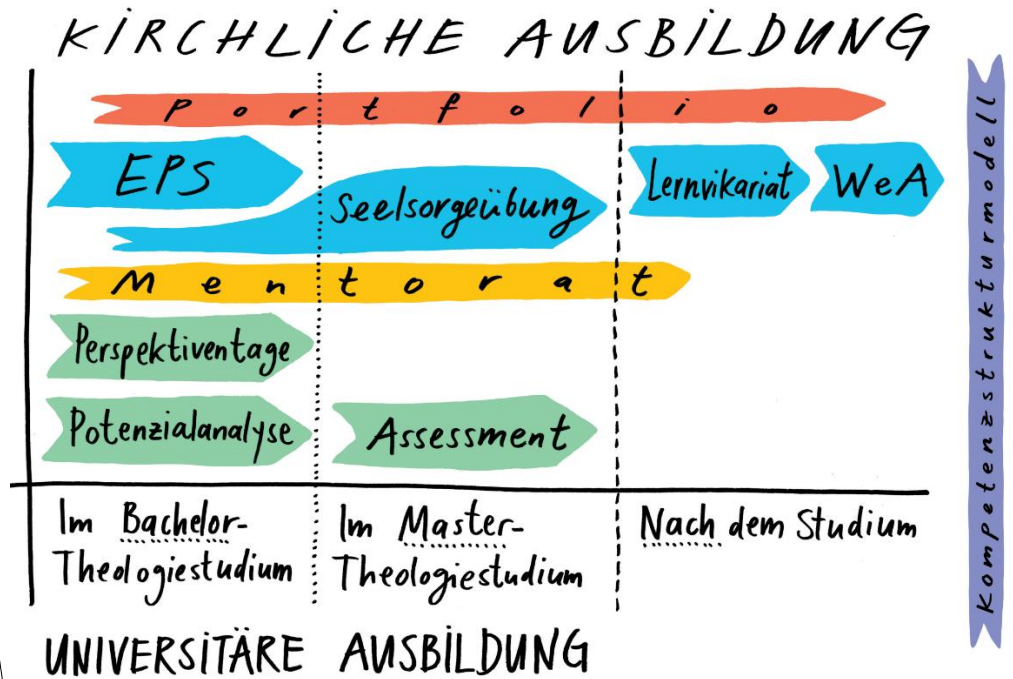 KIRCHLICHE AUSBILDUNG
Portfolio
EPS
Seelsorgeübung
Lernvikariat
WeA
Mentorat
Perspektiventage
Potenzialanalyse
Assessment
Im Bachelor-
Theologiestudium
Im Master-
Theologiestudium
Nach dem Studium
UNIVERSITÄRE AUSBILDUNG
Kompetenzstrukturmodell